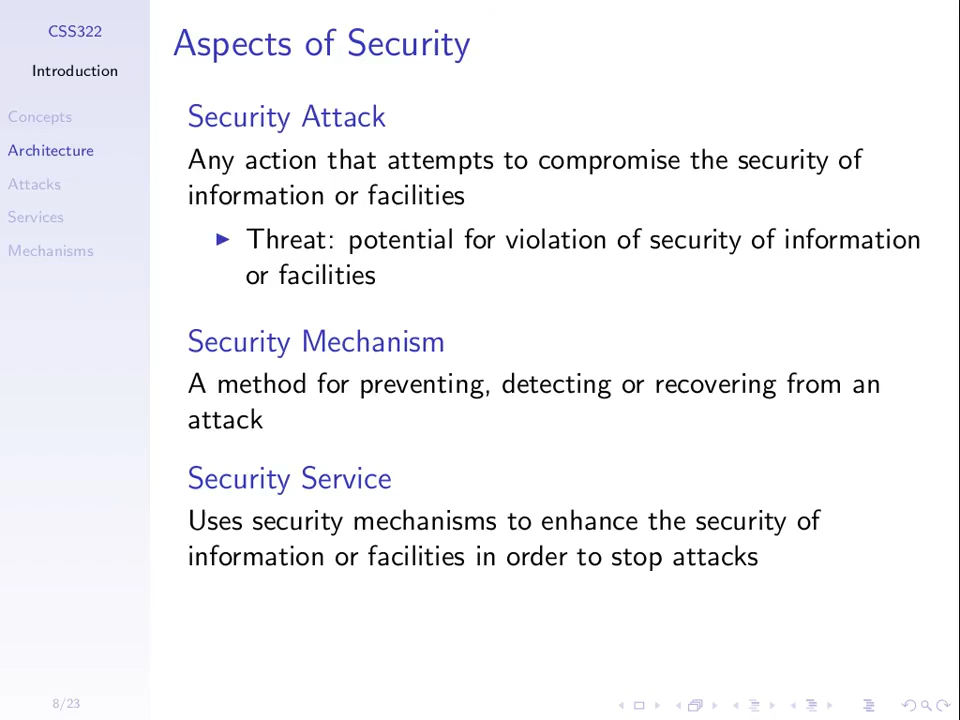 CSS322
Introduction
Concepts
Architecture
Attacks
Services
Mechanisms
Aspects of Security
Security Attack
Any action that attempts to compromise the security of
information or facilities
Threat: potential for violation of security of information
or facilities
Security Mechanism
A method for preventing, detecting or recovering from an
attack
Security Service
Uses security mechanisms to enhance the security of
information or facilities in order to stop attacks
8/23